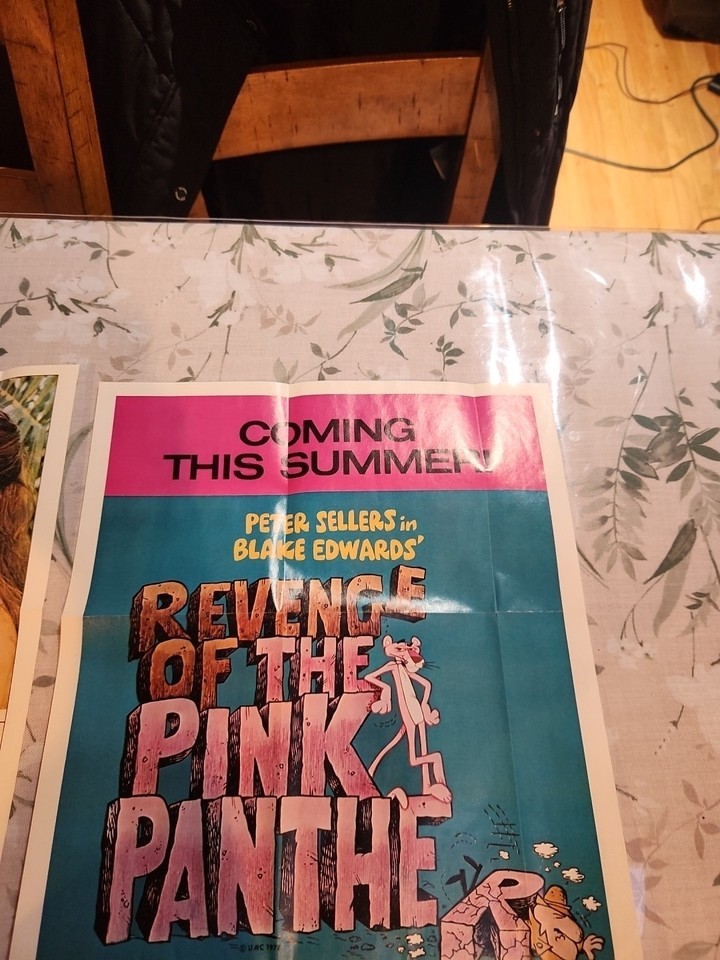 COMING
THIS SUMMER!
PETER SELLERS in
BLAKE EDWARDS'
REVENGE
OF THE
PINK
PANTHER